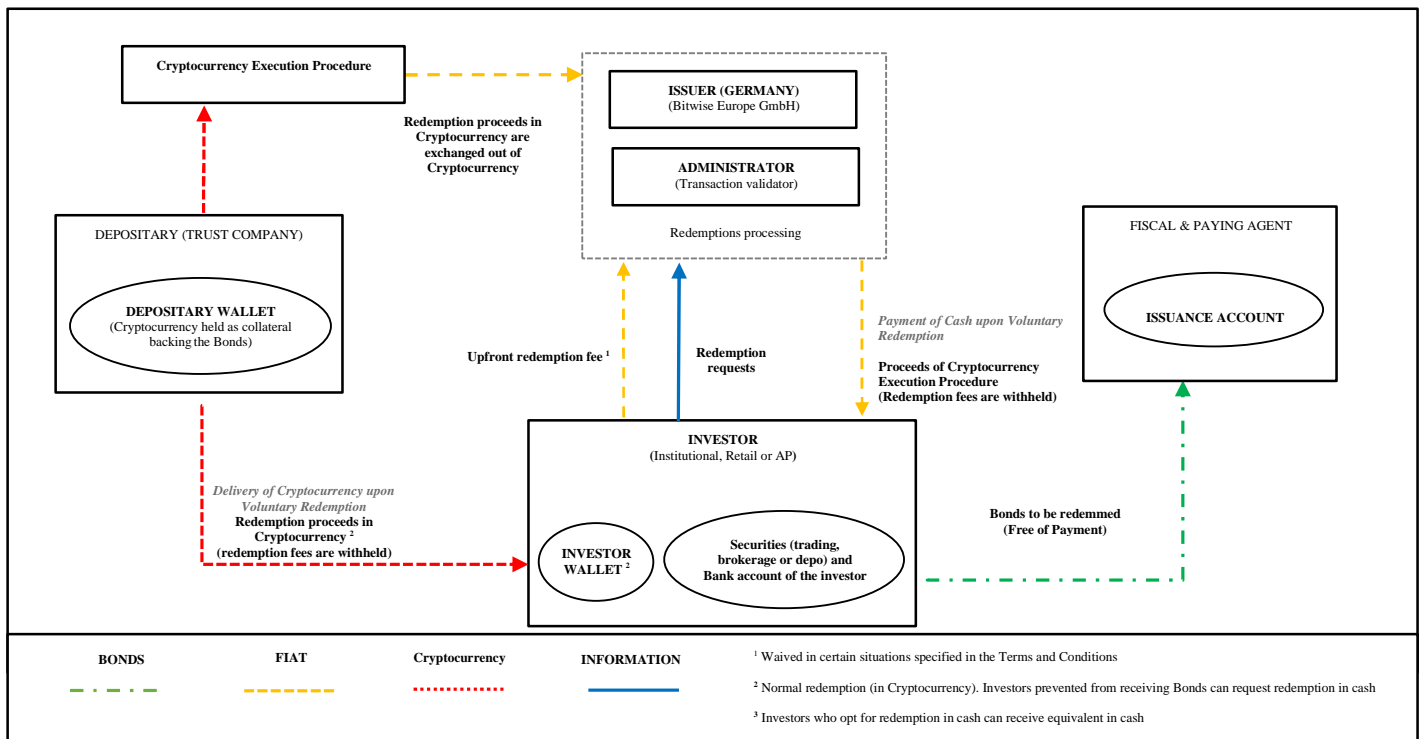 Cryptocurrency Execution Procedure
Redemption proceeds in
Cryptocurrency are
exchanged out of
Cryptocurrency
ISSUER (GERMANY)
(Bitwise Europe GmbH)
ADMINISTRATOR
(Transaction validator)
Redemptions processing
DEPOSITARY (TRUST COMPANY)
DEPOSITARY WALLET
(Cryptocurrency held as collateral
backing the Bonds)
FISCAL & PAYING AGENT
ISSUANCE ACCOUNT
Upfront redemption fee ¹
Redemption
requests
Payment of Cash upon Voluntary
Redemption
Proceeds of Cryptocurrency
Execution Procedure
(Redemption fees are withheld)
INVESTOR
(Institutional, Retail or AP)
Delivery of Cryptocurrency upon
Voluntary Redemption
Redemption proceeds in
Cryptocurrency ²
(redemption fees are withheld)
INVESTOR
WALLET ²
Securities (trading,
brokerage or depo) and
Bank account of the investor
Bonds to be redemmed
(Free of Payment)
BONDS
FIAT
Cryptocurrency
INFORMATION
¹ Waived in certain situations specified in the Terms and Conditions
² Normal redemption (in Cryptocurrency). Investors prevented from receiving Bonds can request redemption in cash
³ Investors who opt for redemption in cash can receive equivalent in cash